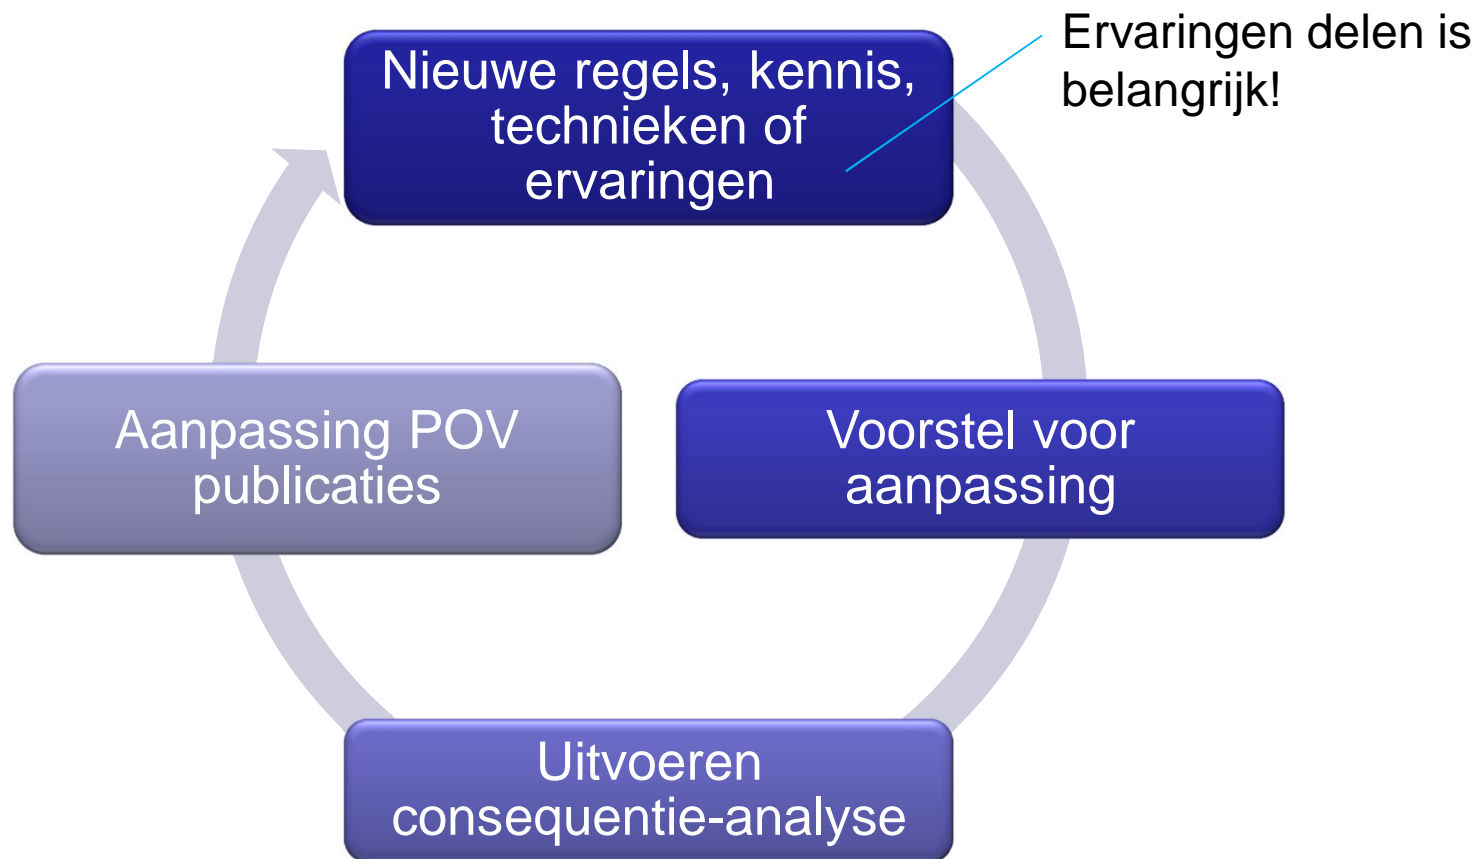 Nieuwe regels, kennis,
technieken of
ervaringen
Ervaringen delen is
belangrijk!
Voorstel voor
aanpassing
Uitvoeren
consequentie-analyse
Aanpassing POV
publicaties